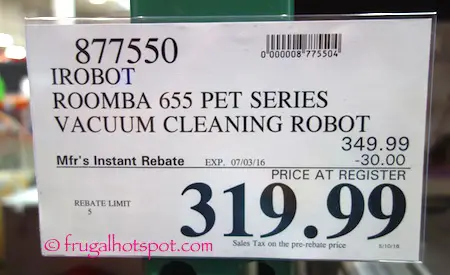 877550
0 000008 775504
IROBOT
ROOMBA 655 PET SERIES
VACUUM CLEANING ROBOT
349.99
Mfr's Instant Rebate EXP. 07/03/16 -30.00
PRICE AT REGISTER
REBATE LIMIT
5
319.99
Sales Tax on the pre-rebate price
5/10/16
© frugalhotspot.com